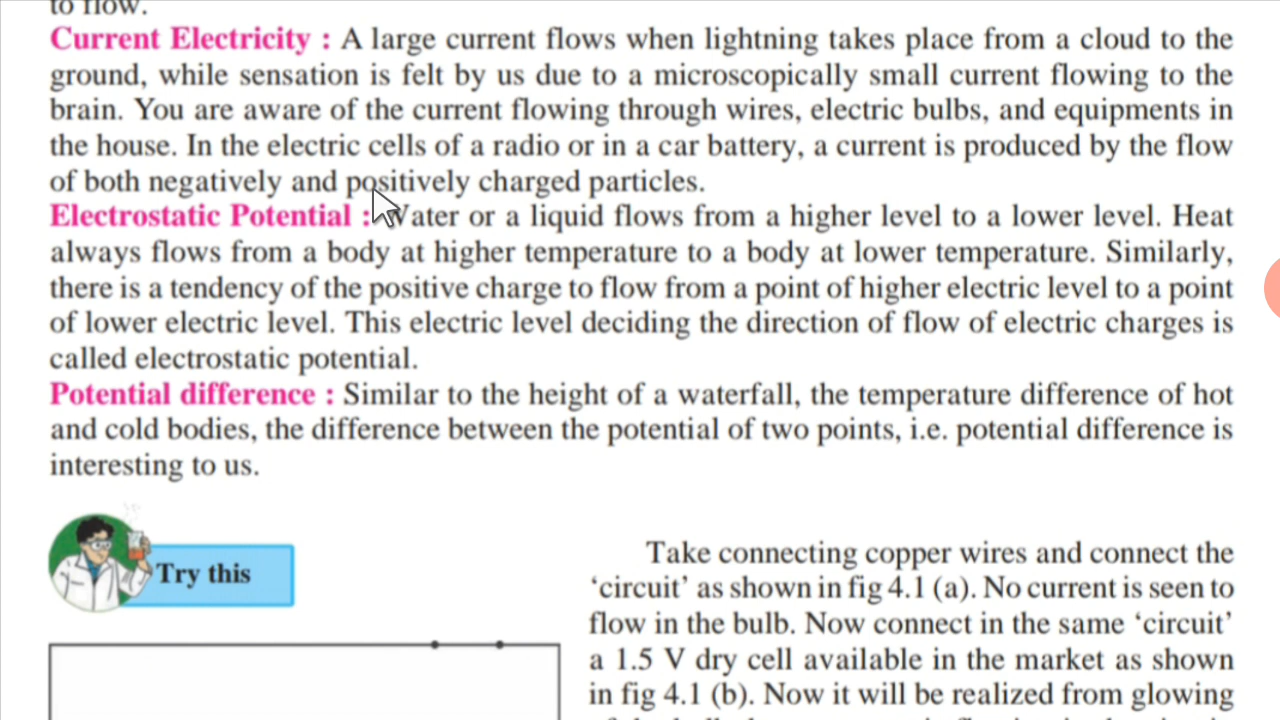 to flow.
Current Electricity : A large current flows when lightning takes place from a cloud to the
ground, while sensation is felt by us due to a microscopically small current flowing to the
brain. You are aware of the current flowing through wires, electric bulbs, and equipments in
the house. In the electric cells of a radio or in a car battery, a current is produced by the flow
of both negatively and positively charged particles.
Electrostatic Potential : Water or a liquid flows from a higher level to a lower level. Heat
always flows from a body at higher temperature to a body at lower temperature. Similarly,
there is a tendency of the positive charge to flow from a point of higher electric level to a point
of lower electric level. This electric level deciding the direction of flow of electric charges is
called electrostatic potential.
Potential difference : Similar to the height of a waterfall, the temperature difference of hot
and cold bodies, the difference between the potential of two points, i.e. potential difference is
interesting to us.
Try this
Take connecting copper wires and connect the
‘circuit’ as shown in fig 4.1 (a). No current is seen to
flow in the bulb. Now connect in the same ‘circuit’
a 1.5 V dry cell available in the market as shown
in fig 4.1 (b). Now it will be realized from glowing